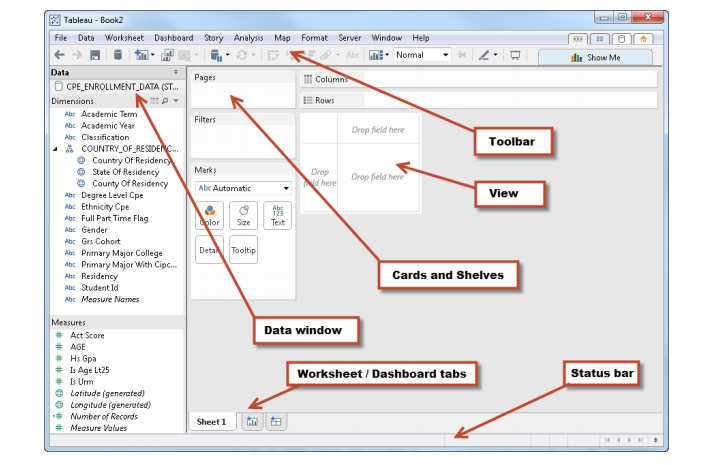 Tableau - Book2
File Data Worksheet Dashboard Story Analysis Map Format Server Window Help
Abc Normal
Show Me
Data
CPE_ENROLLMENT_DATA (ST...
Dimensions
Abc Academic Term
Abc Academic Year
Abc Classification
COUNTRY_OF_RESIDENC...
Country Of Residency
State Of Residency
County Of Residency
Abc Degree Level Cpe
Abc Ethnicity Cpe
Abc Full Part Time Flag
Abc Gender
Abc Grs Cohort
Abc Primary Major College
Abc Primary Major With Cipc...
Abc Residency
Abc Student Id
Abc Measure Names
Measures
# Act Score
# AGE
# Hs Gpa
# Is Age Lt25
# Is Urm
Latitude (generated)
Longitude (generated)
# Number of Records
# Measure Values
Pages
Filters
Marks
Abc Automatic
Color Size Abc 123 Text
Detail Tooltip
Columns
Rows
Drop field here
Drop field here
Drop field here
Toolbar
View
Cards and Shelves
Data window
Worksheet / Dashboard tabs
Status bar
Sheet 1